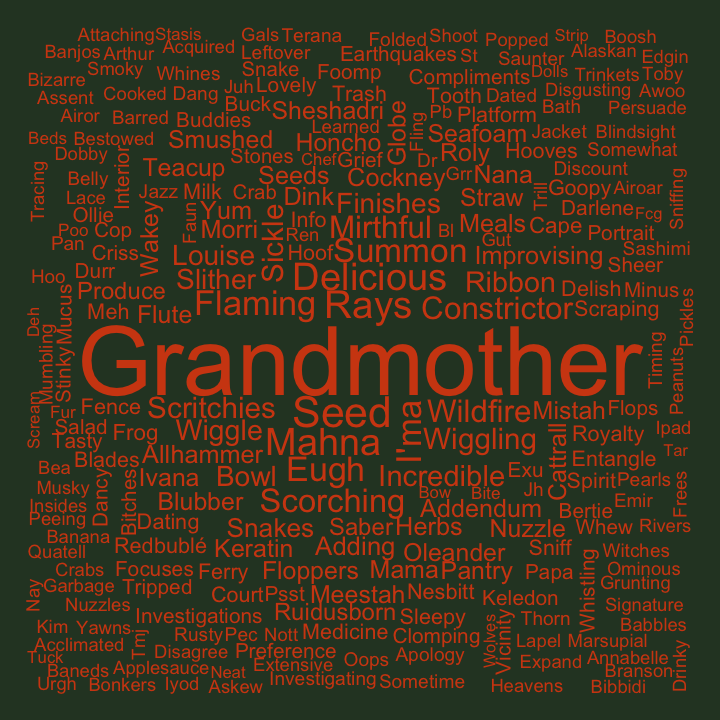 Attaching Stasis Gals Terana Folded Shoot Popped Strip Boosh
Banjos Arthur Acquired Leftover Earthquakes St Saunter Alaskan Edgin
Smoky Whines Snake Foomp Compliments Dolls Trinkets Toby
Bizarre Cooked Dang Juh Lovely Trash Tooth Dated Disgusting Awoo
Assent Buck Sheshadri Globe Fling Pb Platform Bath Persuade
Airor Barred Buddies Learned Seafoam Jacket Blindsight
Beds Bestowed Smushed Honcho Roly Hooves Somewhat
Dobby Interior Teacup Stones Chef Grief Dr Grr Nana Discount
Tracing Belly Seeds Cockney Straw Trill Goopy Airoar Sniffing
Lace Jazz Milk Crab Dink Finishes Darlene Fcg
Ollie Wakey Faun Yum Sickle Info Mirthful Bl Meals Cape Portrait
Poo Cop Morri Ren Gut Sashimi
Pan Criss Louise Hoof Summon Improvising Sheer
Hoo Durr Slither Delicious Ribbon Delish Minus
Produce Flaming Rays Constrictor Scraping
Deh Mucus Meh Flute Pickles
Mumbling Stinky Grandmother Timing Peanuts
Scream Fur Fence Scritchies Seed I'ma Wildfire Mistah Flops Ipad
Salad Frog Wiggle Mahna Wiggling Cattrall Royalty
Tasty Allhammer Eugh Entangle Tar
Bea Blades Ivana Bowl Incredible Exu Spirit Pearls Frees
Musky Dancy Bitches Blubber Scorching Bow Bite Jh Emir
Insides Addendum Bertie
Peeing Dating Snakes Saber Herbs Nuzzle Whew Rivers
Banana Redbublé Keratin Adding Oleander Sniff Witches
Quatell Ominous
Crabs Focuses Ferry Floppers Mama Pantry Papa Whistling Grunting
Nay Garbage Tripped Court Psst Meestah Nesbitt Keledon
Nuzzles Investigations Ruidusborn Sleepy Thorn Signature
Kim Yawns Rusty Pec Nott Medicine Clomping Wolves Vicinity Lapel Marsupial Babbles
Acclimated Tmj Disagree Preference Apology
Tuck Baneds Applesauce Neat Extensive Oops Expand Annabelle Branson Drinky
Urgh Bonkers Iyod Askew Investigating Sometime Heavens Bibbidi